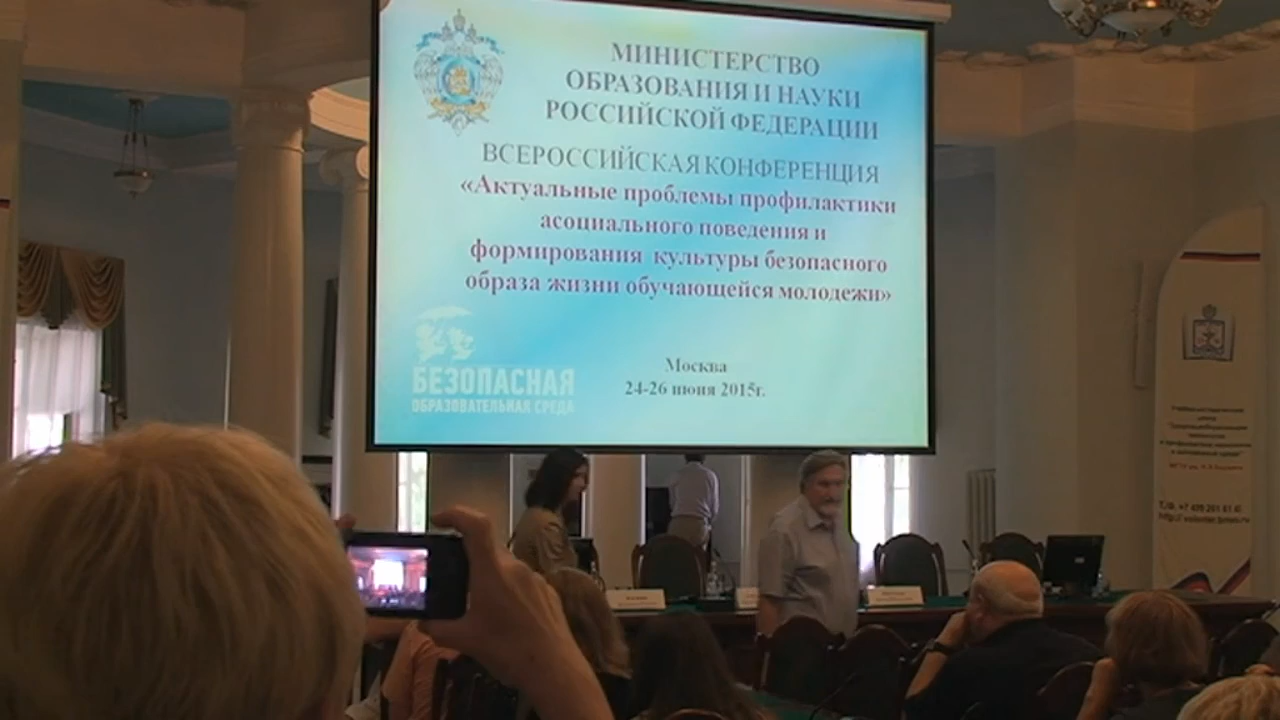 МИНИСТЕРСТВО
ОБРАЗОВАНИЯ И НАУКИ
РОССИЙСКОЙ ФЕДЕРАЦИИ
ВСЕРОССИЙСКАЯ КОНФЕРЕНЦИЯ
«Актуальные проблемы профилактики
асоциального поведения и
формирования культуры безопасного
образа жизни обучающейся молодежи»
БЕЗОПАСНАЯ
ОБРАЗОВАТЕЛЬНАЯ СРЕДА
Москва
24-26 июня 2015г.